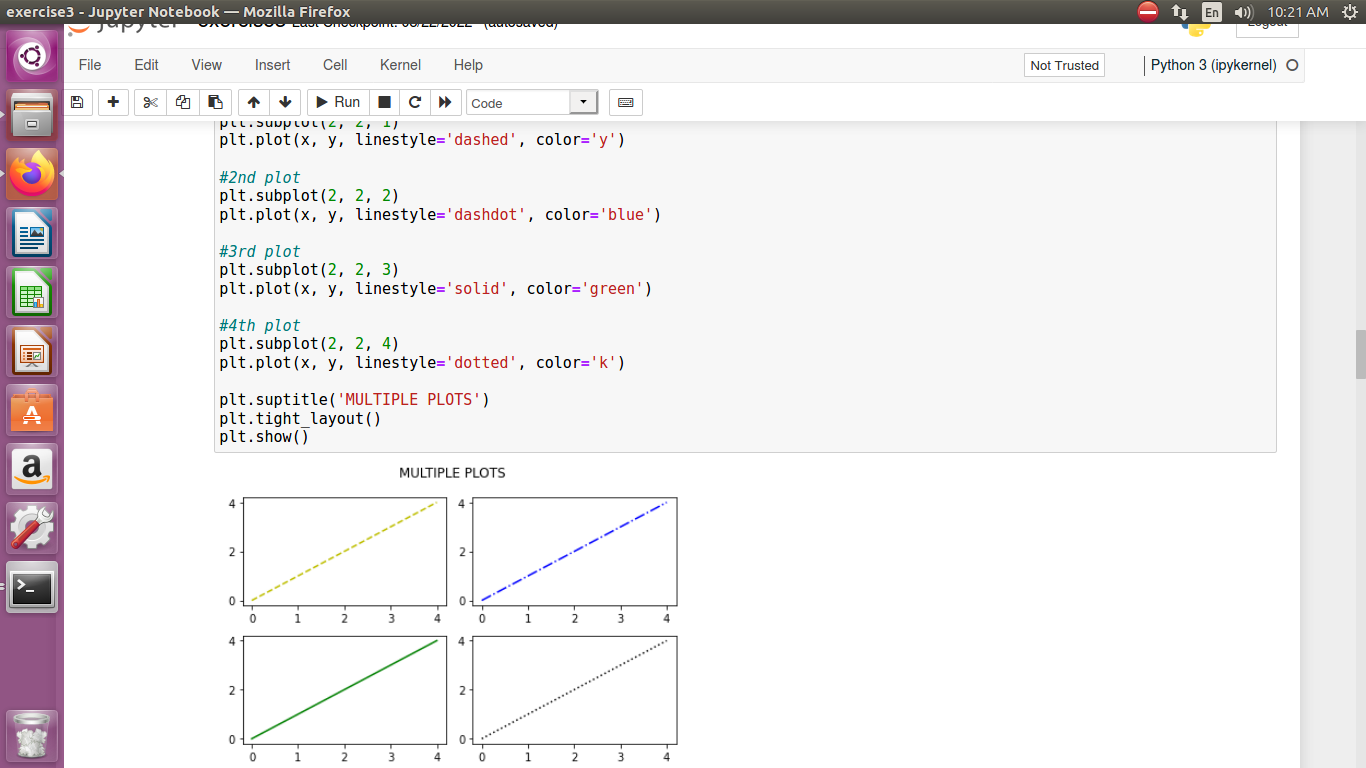 exercise3 - Jupyter Notebook — Mozilla Firefox
En
10:21 AM
Jupyter exercise3 Last Checkpoint: 08/22/2022 (autosaved)
Logout
File Edit View Insert Cell Kernel Help
Not Trusted
Python 3 (ipykernel)
Run
Code
plt.subplot(2, 2, 1)
plt.plot(x, y, linestyle='dashed', color='y')
#2nd plot
plt.subplot(2, 2, 2)
plt.plot(x, y, linestyle='dashdot', color='blue')
#3rd plot
plt.subplot(2, 2, 3)
plt.plot(x, y, linestyle='solid', color='green')
#4th plot
plt.subplot(2, 2, 4)
plt.plot(x, y, linestyle='dotted', color='k')
plt.suptitle('MULTIPLE PLOTS')
plt.tight_layout()
plt.show()
MULTIPLE PLOTS
4
2
0
0 1 2 3 4
4
2
0
0 1 2 3 4
4
2
0
0 1 2 3 4
4
2
0
0 1 2 3 4